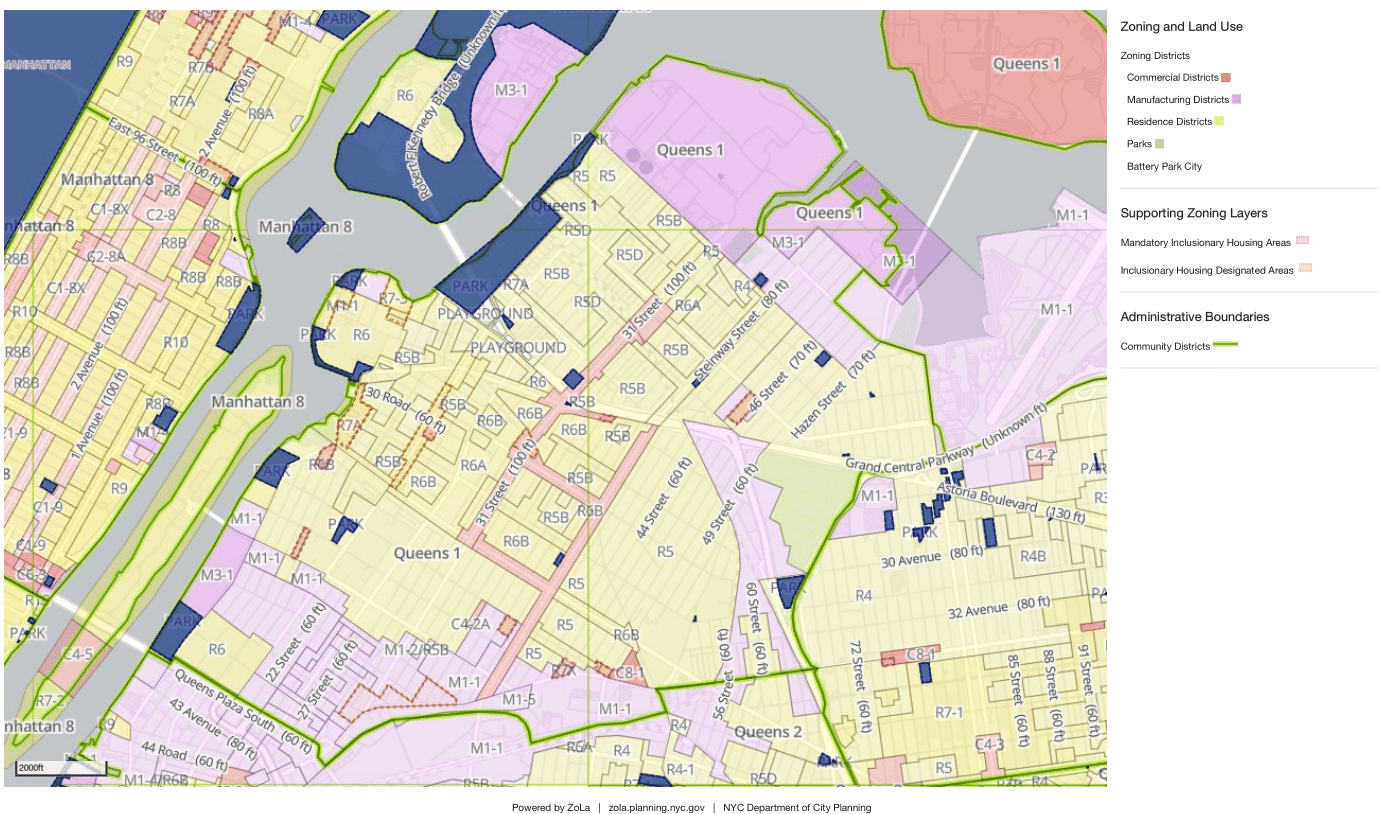 M1-4
PARK
MANHATTAN
R9
R7B
R7A
R8A
2 Avenue (100 ft)
East 96 Street (100 ft)
R6
M3-1
Robert F Kennedy Bridge (Unknown ft)
Queens 1
Queens 1
PARK
R5
R5
Manhattan 8
R8
C1-8X
C2-8
R8
Manhattan 8
R8B
Queens 1
R5D
R5B
Queens 1
M1-1
R8B
C2-8A
R8B
R8B
C1-8X
R5B
R5D
R5
M3-1
M3-1
R10
PARK
PARK
M1-1
R7-3
PARK
R7A
PLAYGROUND
R5D
31 Street (100 ft)
R6A
R4
Steinway Street (80 ft)
M1-1
R8B
2 Avenue (100 ft)
R10
PARK
R6
R5B
PLAYGROUND
R5B
R8B
1 Avenue (100 ft)
Manhattan 8
R6
R5B
R5B
46 Street (70 ft)
Hazen Street (70 ft)
30 Road (60 ft)
R8B
R5B
R6B
R6B
R7A
R6B
R5B
C1-9
M1-4
Grand Central Parkway (Unknown ft)
C4-2
PARK
R6B
R5B
R6A
R6B
R5B
R9
C1-9
31 Street (100 ft)
44 Street (60 ft)
49 Street (60 ft)
M1-1
Astoria Boulevard (130 ft)
M1-1
PARK
R5B
R6B
PARK
C1-9
M1-1
Queens 1
R6B
R5
30 Avenue (80 ft)
R4B
C6-3
M3-1
M1-1
R5
PARK
R4
32 Avenue (80 ft)
PARK
PARK
R6
22 Street (60 ft)
27 Street (60 ft)
C4-2A
M1-2/R5B
R5
R6B
R5
60 Street (60 ft)
56 Street (60 ft)
72 Street (60 ft)
C8-1
85 Street (60 ft)
88 Street (60 ft)
91 Street (60 ft)
C4-5
R7-2
M1-1
R7X
C8-1
M1-5
M1-1
Queens Plaza South (60 ft)
43 Avenue (80 ft)
44 Road (60 ft)
R9
R4
Queens 2
R7-1
M1-1
R6A
R4
R4-1
R5D
C4-3
R5
R4
M1-4/R6B
R5B
2000ft
Zoning and Land Use
Zoning Districts
Commercial Districts
Manufacturing Districts
Residence Districts
Parks
Battery Park City
Supporting Zoning Layers
Mandatory Inclusionary Housing Areas
Inclusionary Housing Designated Areas
Administrative Boundaries
Community Districts
Powered by ZoLa | zola.planning.nyc.gov | NYC Department of City Planning